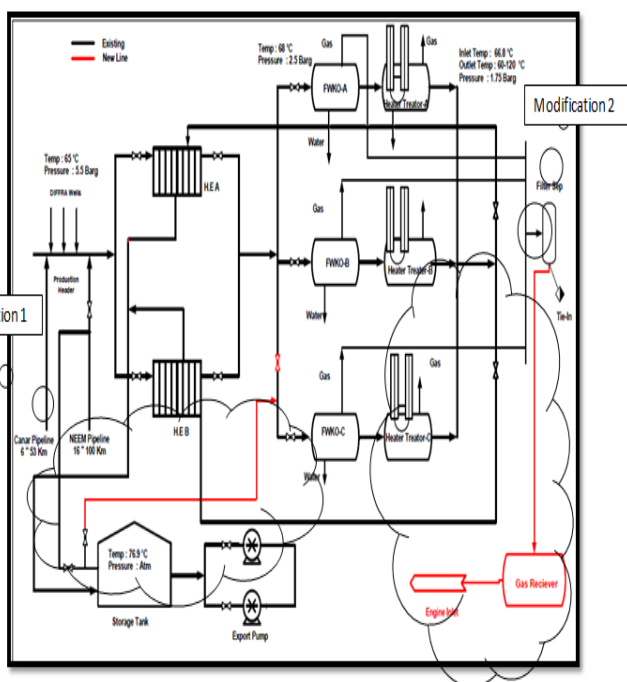 Existing
New Line
Temp : 68 °C
Pressure : 2.5 Barg
Gas
Gas
Inlet Temp : 66.8 °C
Outlet Temp : 60-120 °C
Pressure : 1.75 Barg
FWKO-A
Heater Treator-A
Modification 2
Water
Temp : 65 °C
Pressure : 5.5 Barg
DIFFRA Wells
H.E A
Filter Sep
Gas
Production
Header
FWKO-B
Heater Treater-B
Tie-In
Water
tion 1
Gas
Gas
Canar Pipeline
6 " 53 Km
NEEM Pipeline
16 " 100 Km
H.E B
FWKO-C
Heater Treator-C
Water
Temp : 76.9 °C
Pressure : Atm
Gas Reciever
Engine Inlet
Storage Tank
Export Pump